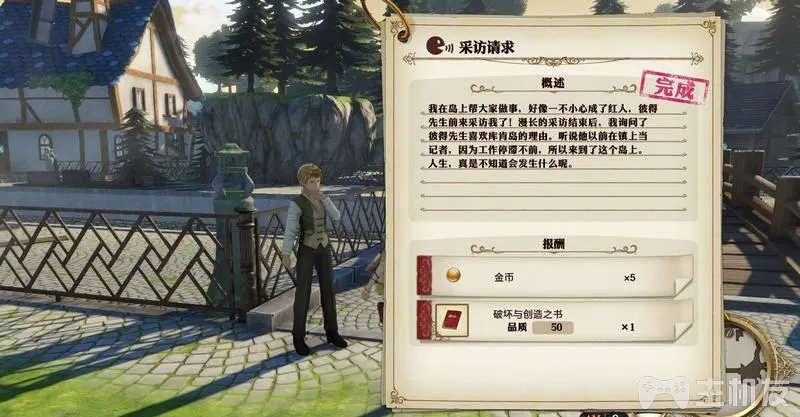 采访请求
概述
完成
我在岛上帮大家做事，好像一不小心成了红人，彼得
先生前来采访我了！漫长的采访结束后，我询问了
彼得先生喜欢库肯岛的理由。听说他以前在镇上当
记者，因为工作停滞不前，所以来到了这个岛上。
人生，真是不知道会发生什么呢。
报酬
金币 ×5
破坏与创造之书
品质 50 ×1
主机友